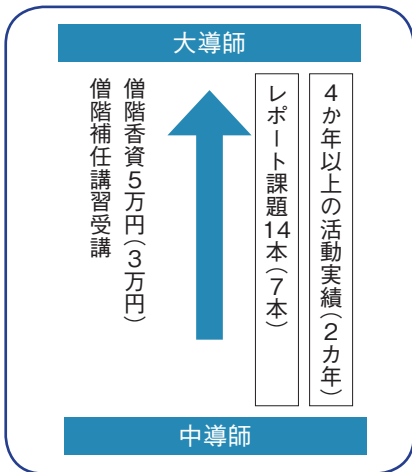 大導師
4か年以上の活動実績(2カ年)
レポート課題14本(7本)
僧階香資5万円(3万円)
僧階補任講習受講
中導師